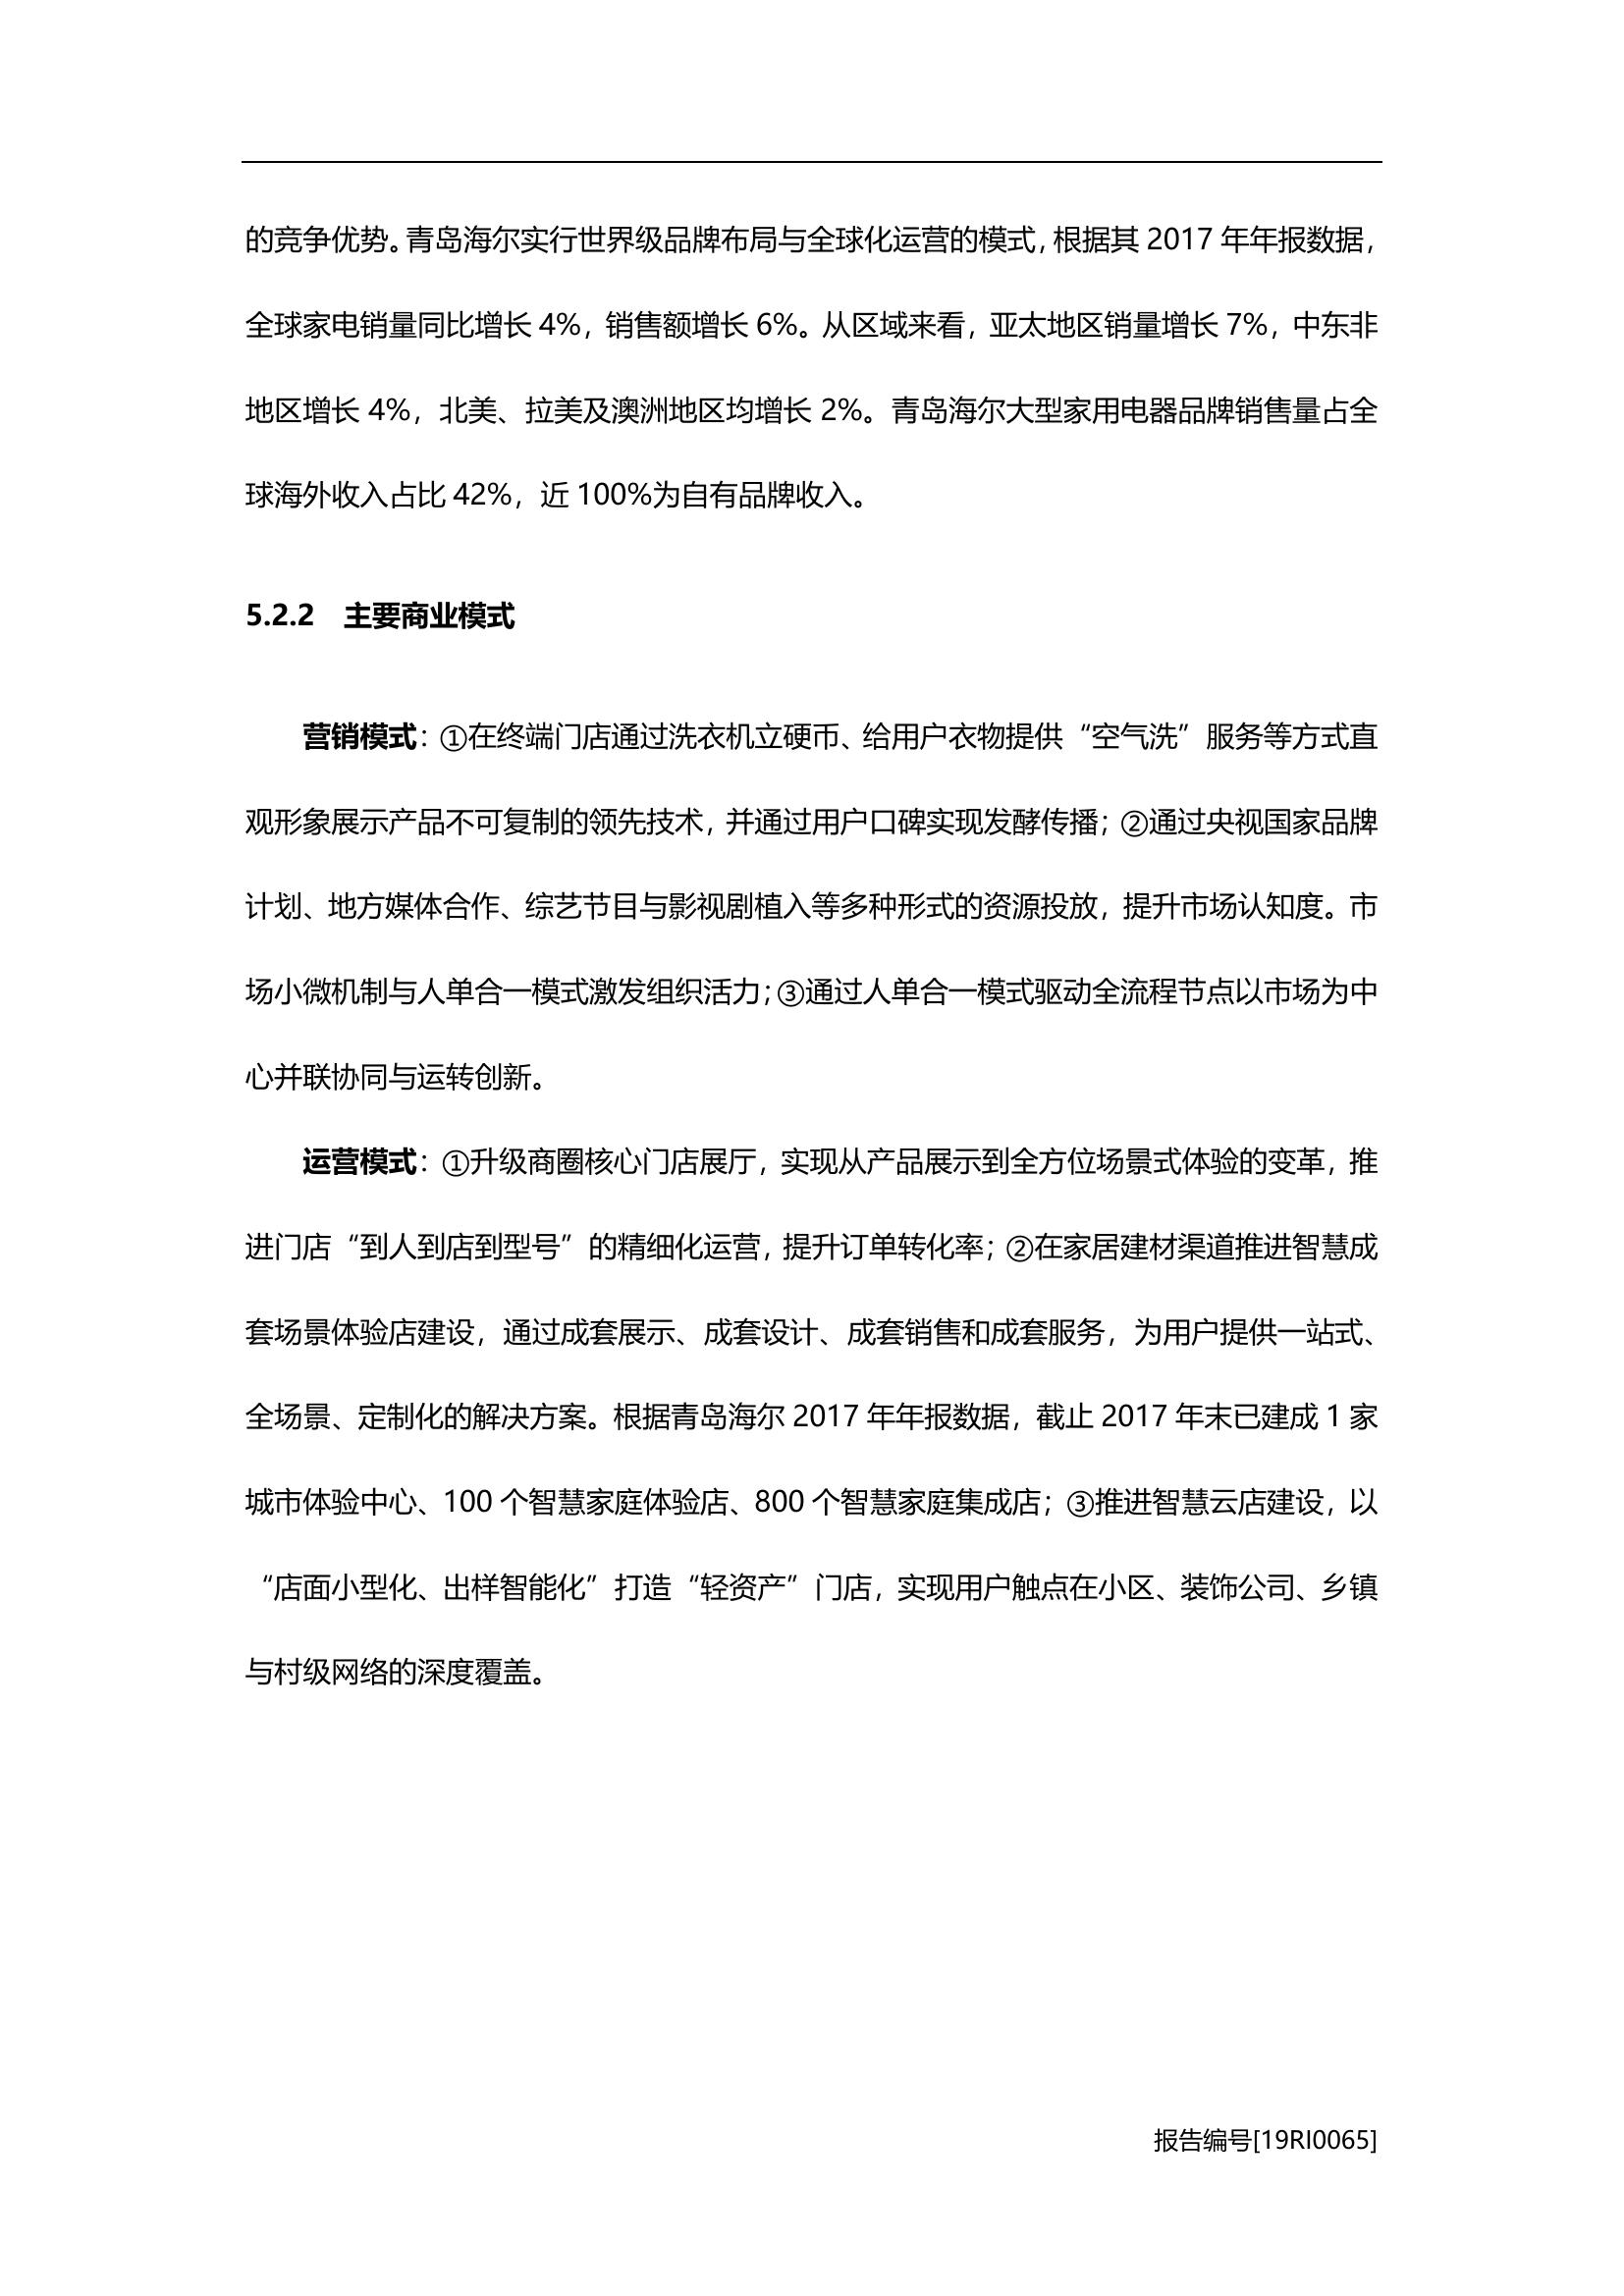 的竞争优势。青岛海尔实行世界级品牌布局与全球化运营的模式，根据其 2017 年年报数据，
全球家电销量同比增长 4%，销售额增长 6%。从区域来看，亚太地区销量增长 7%，中东非
地区增长 4%，北美、拉美及澳洲地区均增长 2%。青岛海尔大型家用电器品牌销售量占全
球海外收入占比 42%，近 100%为自有品牌收入。
5.2.2 主要商业模式
营销模式：①在终端门店通过洗衣机立硬币、给用户衣物提供“空气洗”服务等方式直
观形象展示产品不可复制的领先技术，并通过用户口碑实现发酵传播；②通过央视国家品牌
计划、地方媒体合作、综艺节目与影视剧植入等多种形式的资源投放，提升市场认知度。市
场小微机制与人单合一模式激发组织活力；③通过人单合一模式驱动全流程节点以市场为中
心并联协同与运转创新。
运营模式：①升级商圈核心门店展厅，实现从产品展示到全方位场景式体验的变革，推
进门店“到人到店到型号”的精细化运营，提升订单转化率；②在家居建材渠道推进智慧成
套场景体验店建设，通过成套展示、成套设计、成套销售和成套服务，为用户提供一站式、
全场景、定制化的解决方案。根据青岛海尔 2017 年年报数据，截止 2017 年末已建成 1 家
城市体验中心、100 个智慧家庭体验店、800 个智慧家庭集成店；③推进智慧云店建设，以
“店面小型化、出样智能化”打造“轻资产”门店，实现用户触点在小区、装饰公司、乡镇
与村级网络的深度覆盖。
报告编号[19RI0065]